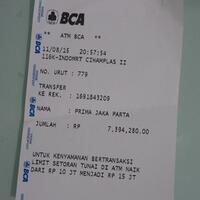 BCA
** ATM BCA **
11/08/15 20:57:54
116K-INDOMRT CIHAMPLAS II
NO. URUT : 779
TRANSFER
KE REK. : 1691843209
NAMA : PRIMA JAKA PARTA
JUMLAH : RP 7,394,280.00
UNTUK KENYAMANAN BERTRANSAKSI
LIMIT SETORAN TUNAI DI ATM NAIK
DARI RP 10 JT MENJADI RP 15 JT